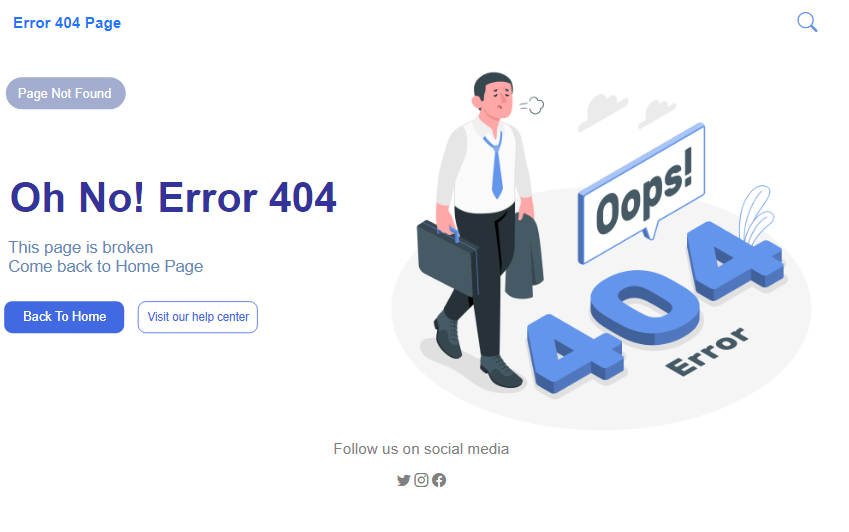 Error 404 Page
Page Not Found
Oh No! Error 404
This page is broken
Come back to Home Page
Back To Home
Visit our help center
Oops!
404
Error
Follow us on social media